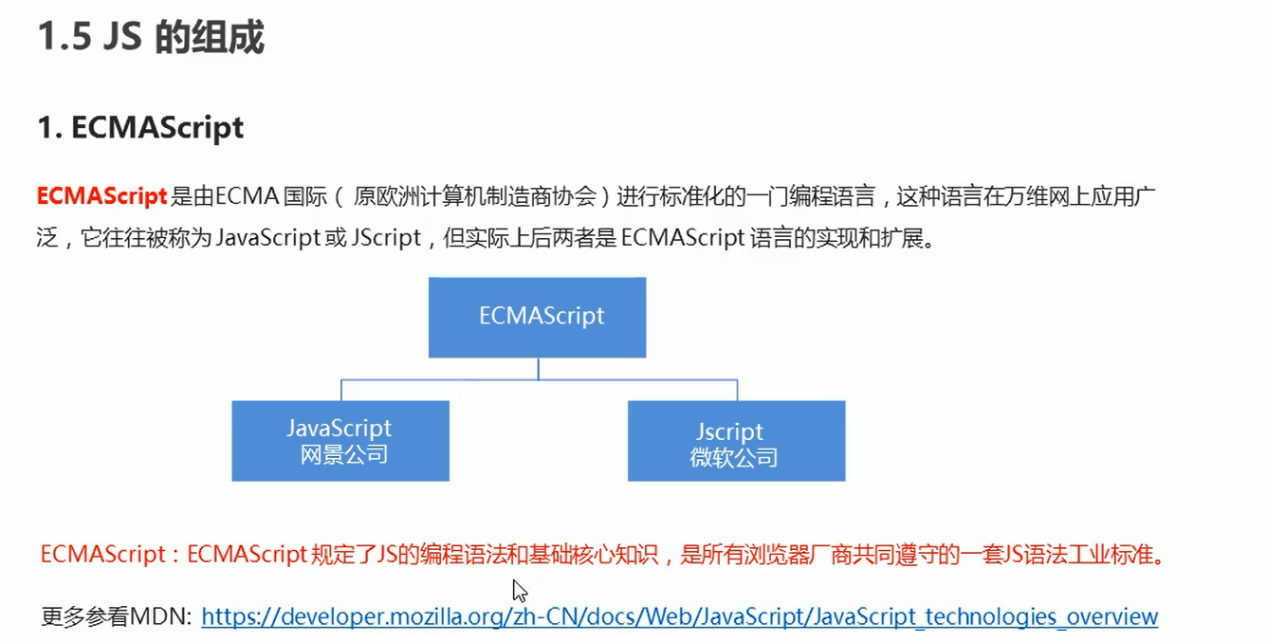 1.5 JS 的组成
1. ECMAScript
ECMAScript 是由ECMA 国际（ 原欧洲计算机制造商协会）进行标准化的一门编程语言，这种语言在万维网上应用广
泛，它往往被称为 JavaScript 或 JScript，但实际上后两者是 ECMAScript 语言的实现和扩展。
ECMAScript
JavaScript
网景公司
Jscript
微软公司
ECMAScript：ECMAScript 规定了JS的编程语法和基础核心知识，是所有浏览器厂商共同遵守的一套JS语法工业标准。
更多参看MDN: https://developer.mozilla.org/zh-CN/docs/Web/JavaScript/JavaScript_technologies_overview